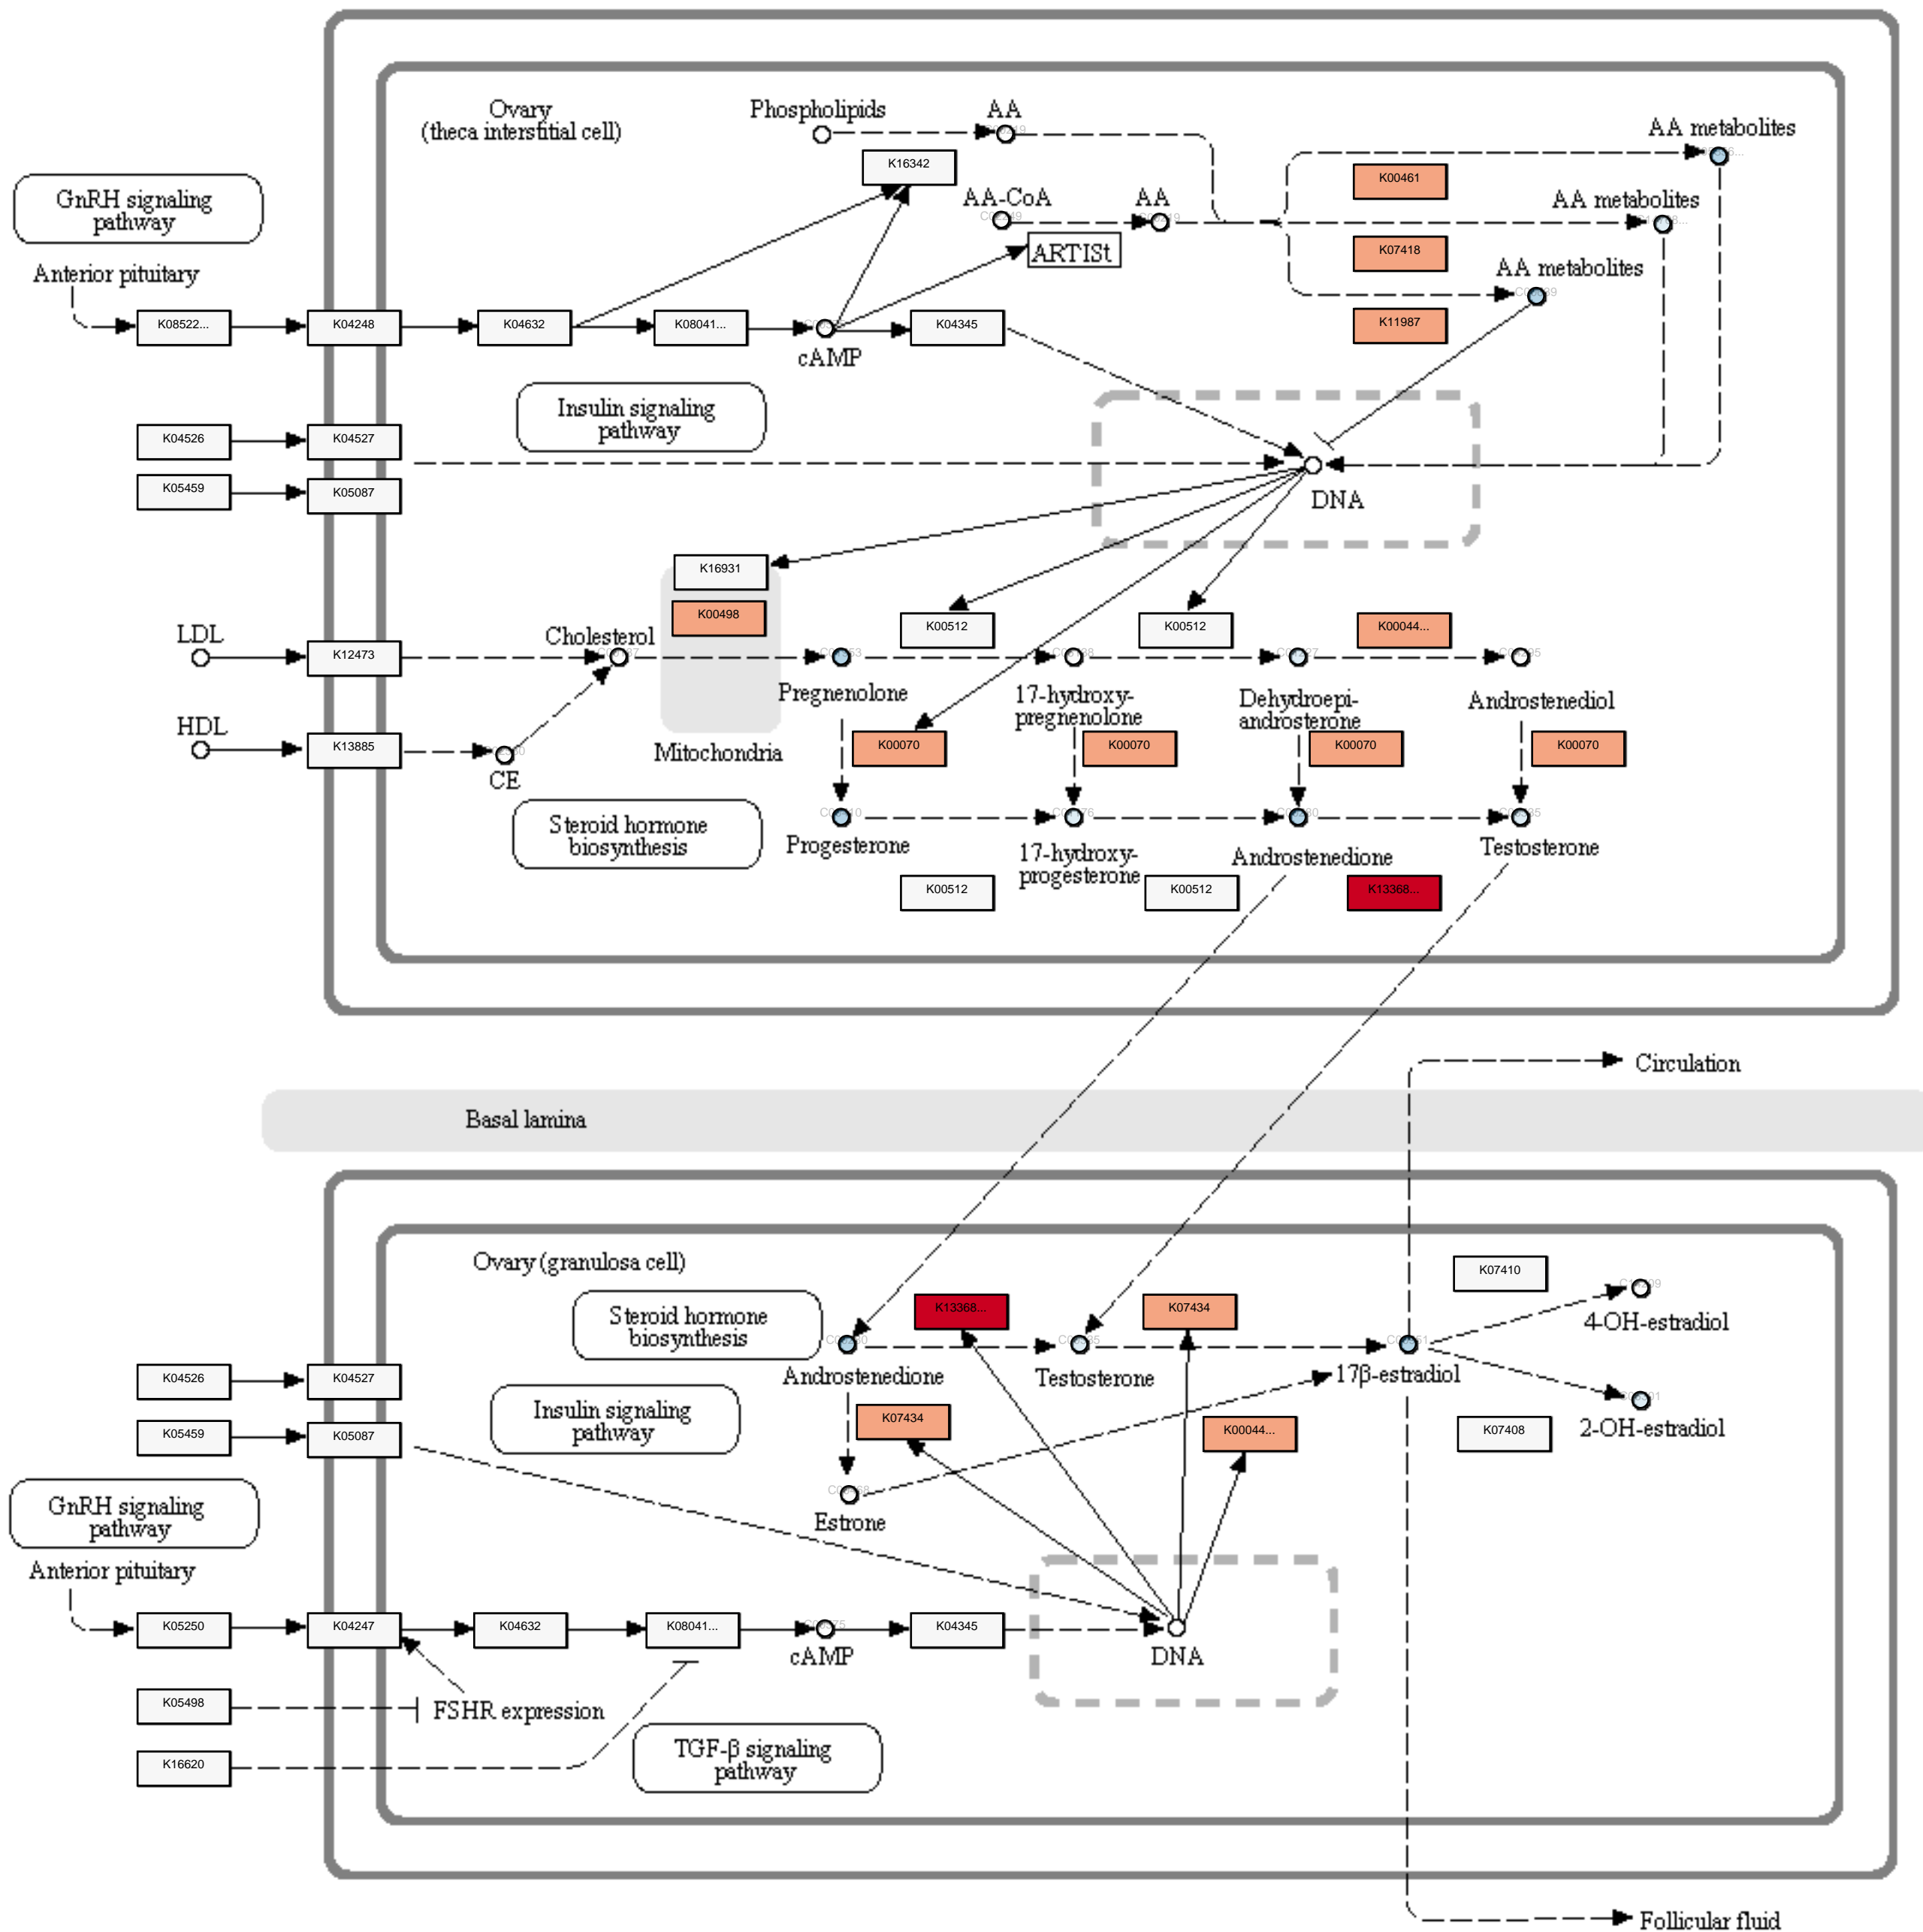 Ovary
(theca interstitial cell)
Phospholipids
AA
AA metabolites
K16342
K00461
GnRH signaling
pathway
AA-CoA
AA
AA metabolites
ARTISt
K07418
AA metabolites
Anterior pituitary
K08522...
K04248
K04632
K08041...
cAMP
K04345
K11987
Insulin signaling
pathway
K04526
K04527
K05459
K05087
DNA
K16931
K00498
K00512
K00512
K00044...
LDL
K12473
Cholesterol
Pregnenolone
17-hydroxy-
pregnenolone
Dehydroepi-
androsterone
Androstenediol
HDL
K13885
CE
Mitochondria
K00070
K00070
K00070
K00070
Steroid hormone
biosynthesis
Progesterone
17-hydroxy-
progesterone
Androstenedione
Testosterone
K00512
K00512
K13368...
Circulation
Basal lamina
Ovary (granulosa cell)
K07410
Steroid hormone
biosynthesis
K13368...
K07434
4-OH-estradiol
Androstenedione
Testosterone
17β-estradiol
K04526
K04527
Insulin signaling
pathway
K07434
K00044...
K07408
2-OH-estradiol
K05459
K05087
GnRH signaling
pathway
Estrone
Anterior pituitary
K05250
K04247
K04632
K08041...
cAMP
K04345
DNA
K05498
FSHR expression
K16620
TGF-β signaling
pathway
Follicular fluid